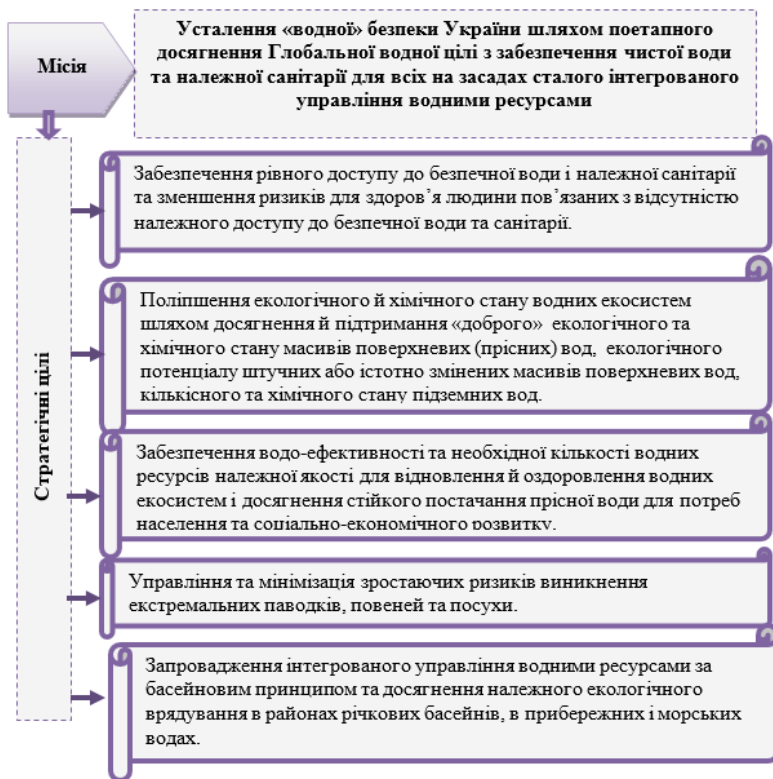 Місія
Усталення «водної» безпеки України шляхом поетапного
досягнення Глобальної водної цілі з забезпечення чистої води
та належної санітарії для всіх на засадах сталого інтегрованого
управління водними ресурсами
Стратегічні цілі
Забезпечення рівного доступу до безпечної води і належної санітарії
та зменшення ризиків для здоров’я людини пов’язаних з відсутністю
належного доступу до безпечної води та санітарії.
Поліпшення екологічного й хімічного стану водних екосистем
шляхом досягнення й підтримання «доброго» екологічного та
хімічного стану масивів поверхневих (прісних) вод, екологічного
потенціалу штучних або істотно змінених масивів поверхневих вод,
кількісного та хімічного стану підземних вод.
Забезпечення водо-ефективності та необхідної кількості водних
ресурсів належної якості для відновлення й оздоровлення водних
екосистем і досягнення стійкого постачання прісної води для потреб
населення та соціально-економічного розвитку.
Управління та мінімізація зростаючих ризиків виникнення
екстремальних паводків, повеней та посухи.
Запровадження інтегрованого управління водними ресурсами за
басейновим принципом та досягнення належного екологічного
врядування в районах річкових басейнів, в прибережних і морських
водах.